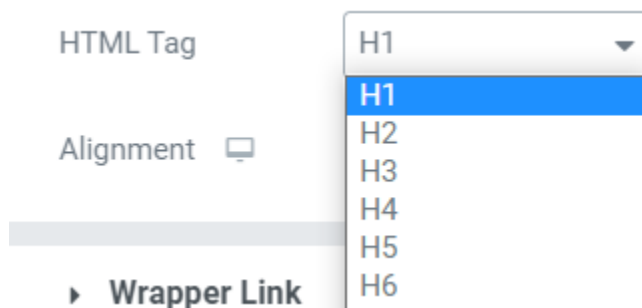 HTML Tag
H1
H1
H2
Alignment
H3
H4
H5
Wrapper Link
H6